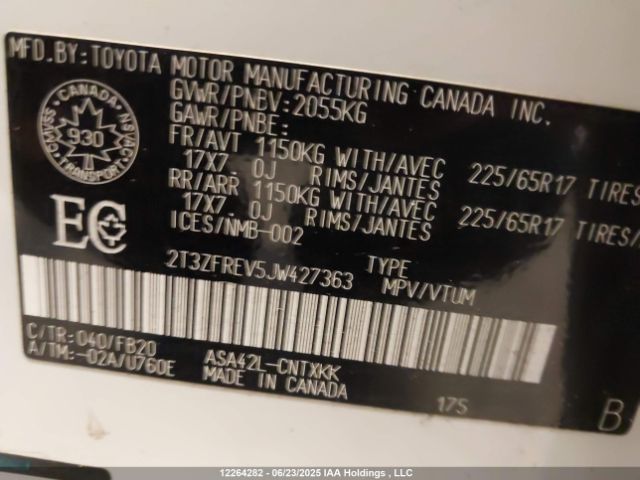 MFD.BY:TOYOTA MOTOR MANUFACTURING CANADA INC.
GVWR/PNBV:2055KG
GAWR/PNBE:
FR/AVT 1150KG WITH/AVEC 225/65R17 TIRES
17X7.0J RIMS/JANTES
RR/ARR 1150KG WITH/AVEC 225/65R17 TIRES/
17X7.0J RIMS/JANTES
ICES/NMB-002
CANADA
930
TRANSPORT
CMVSS
NSVAC
EC
2T3ZFREV5JW427363
TYPE
MPV/VTUM
C/TR:040/FB20
A/TM:-02A/U760E
ASA42L-CNTXKK
MADE IN CANADA
175
B
12264282 - 06/23/2025 IAA Holdings , LLC